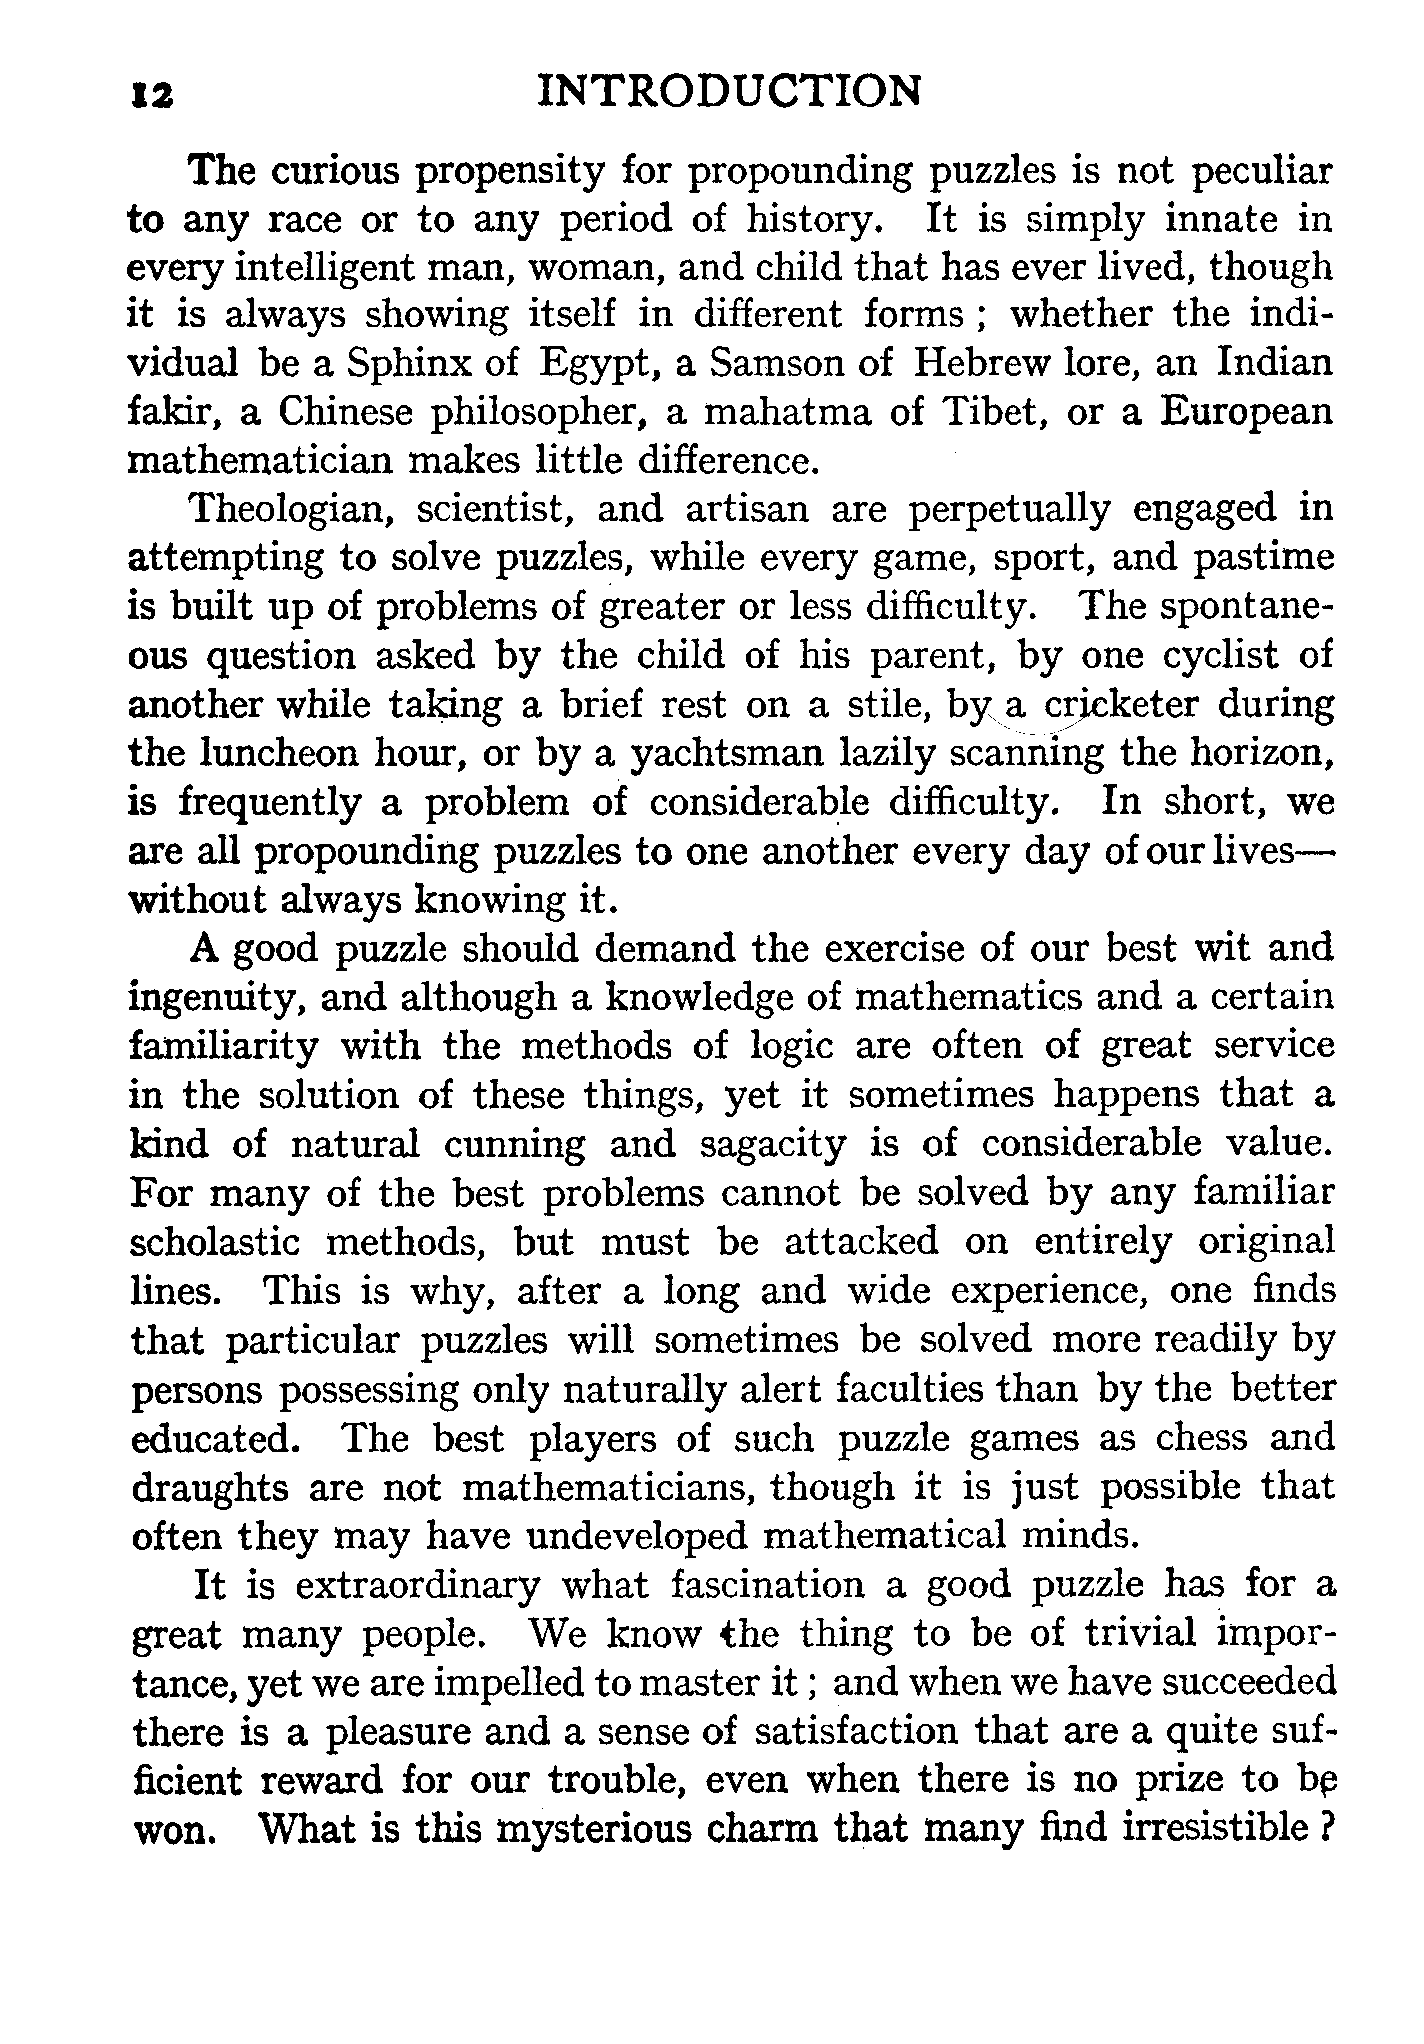 12 INTRODUCTION
The curious propensity for propounding puzzles is not peculiar
to any race or to any period of history. It is simply innate in
every intelligent man, woman, and child that has ever lived, though
it is always showing itself in different forms ; whether the indi-
vidual be a Sphinx of Egypt, a Samson of Hebrew lore, an Indian
fakir, a Chinese philosopher, a mahatma of Tibet, or a European
mathematician makes little difference.
Theologian, scientist, and artisan are perpetually engaged in
attempting to solve puzzles, while every game, sport, and pastime
is built up of problems of greater or less difficulty. The spontane-
ous question asked by the child of his parent, by one cyclist of
another while taking a brief rest on a stile, by a cricketer during
the luncheon hour, or by a yachtsman lazily scanning the horizon,
is frequently a problem of considerable difficulty. In short, we
are all propounding puzzles to one another every day of our lives—
without always knowing it.
A good puzzle should demand the exercise of our best wit and
ingenuity, and although a knowledge of mathematics and a certain
familiarity with the methods of logic are often of great service
in the solution of these things, yet it sometimes happens that a
kind of natural cunning and sagacity is of considerable value.
For many of the best problems cannot be solved by any familiar
scholastic methods, but must be attacked on entirely original
lines. This is why, after a long and wide experience, one finds
that particular puzzles will sometimes be solved more readily by
persons possessing only naturally alert faculties than by the better
educated. The best players of such puzzle games as chess and
draughts are not mathematicians, though it is just possible that
often they may have undeveloped mathematical minds.
It is extraordinary what fascination a good puzzle has for a
great many people. We know the thing to be of trivial impor-
tance, yet we are impelled to master it ; and when we have succeeded
there is a pleasure and a sense of satisfaction that are a quite suf-
ficient reward for our trouble, even when there is no prize to be
won. What is this mysterious charm that many find irresistible ?